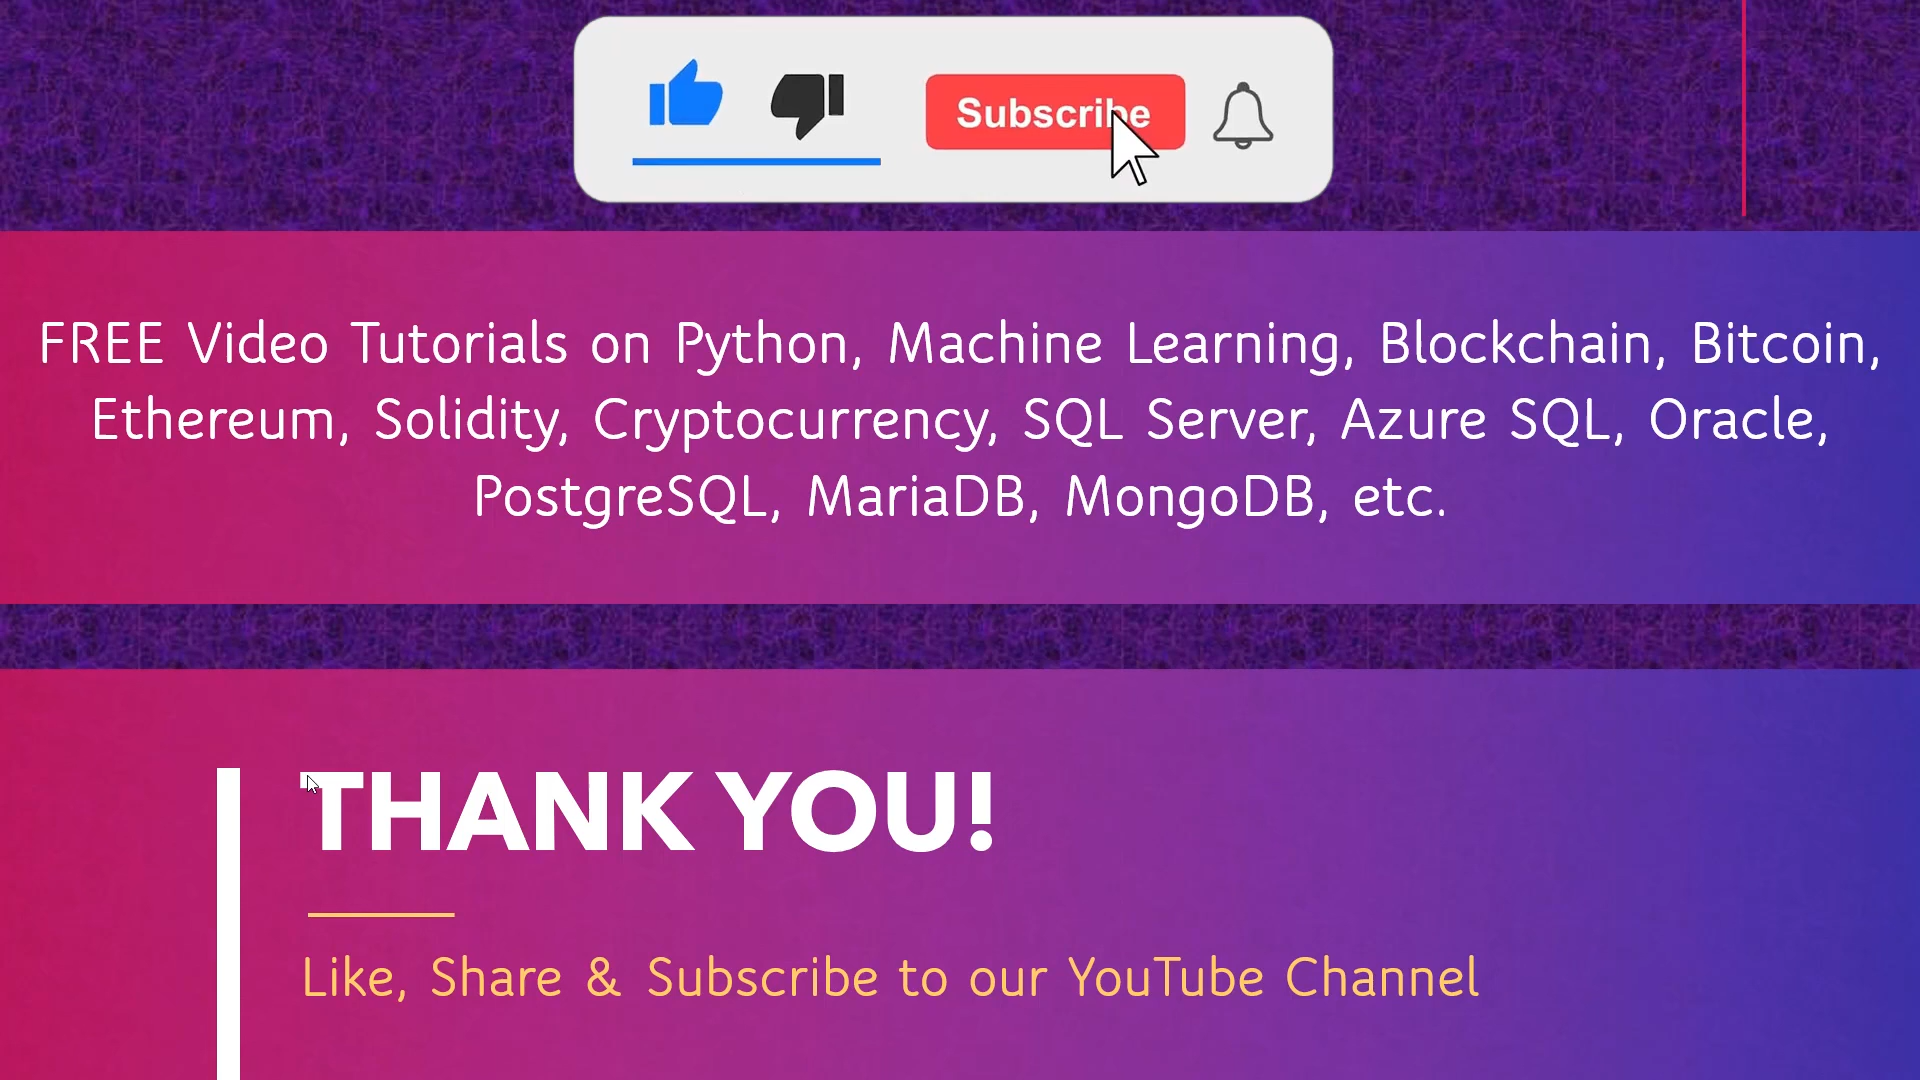 Subscribe
FREE Video Tutorials on Python, Machine Learning, Blockchain, Bitcoin,
Ethereum, Solidity, Cryptocurrency, SQL Server, Azure SQL, Oracle,
PostgreSQL, MariaDB, MongoDB, etc.
THANK YOU!
Like, Share & Subscribe to our YouTube Channel